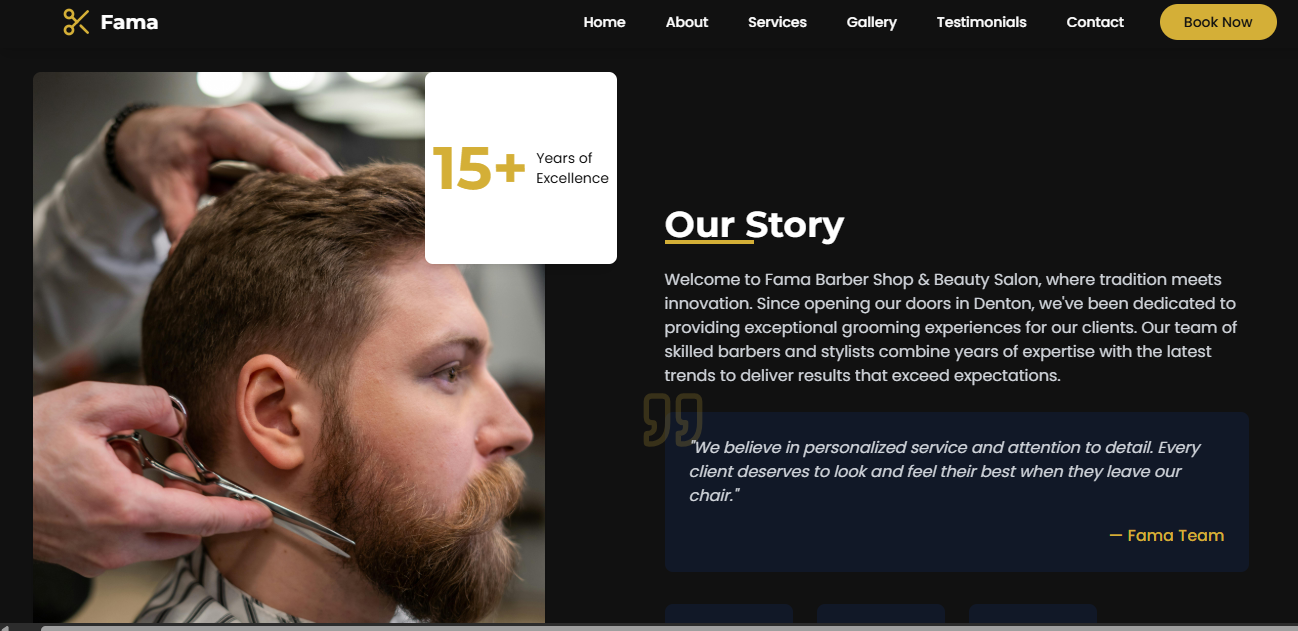 Fama
Home About Services Gallery Testimonials Contact Book Now
15+
Years of
Excellence
Our Story
Welcome to Fama Barber Shop & Beauty Salon, where tradition meets
innovation. Since opening our doors in Denton, we've been dedicated to
providing exceptional grooming experiences for our clients. Our team of
skilled barbers and stylists combine years of expertise with the latest
trends to deliver results that exceed expectations.
"We believe in personalized service and attention to detail. Every
client deserves to look and feel their best when they leave our
chair."
— Fama Team